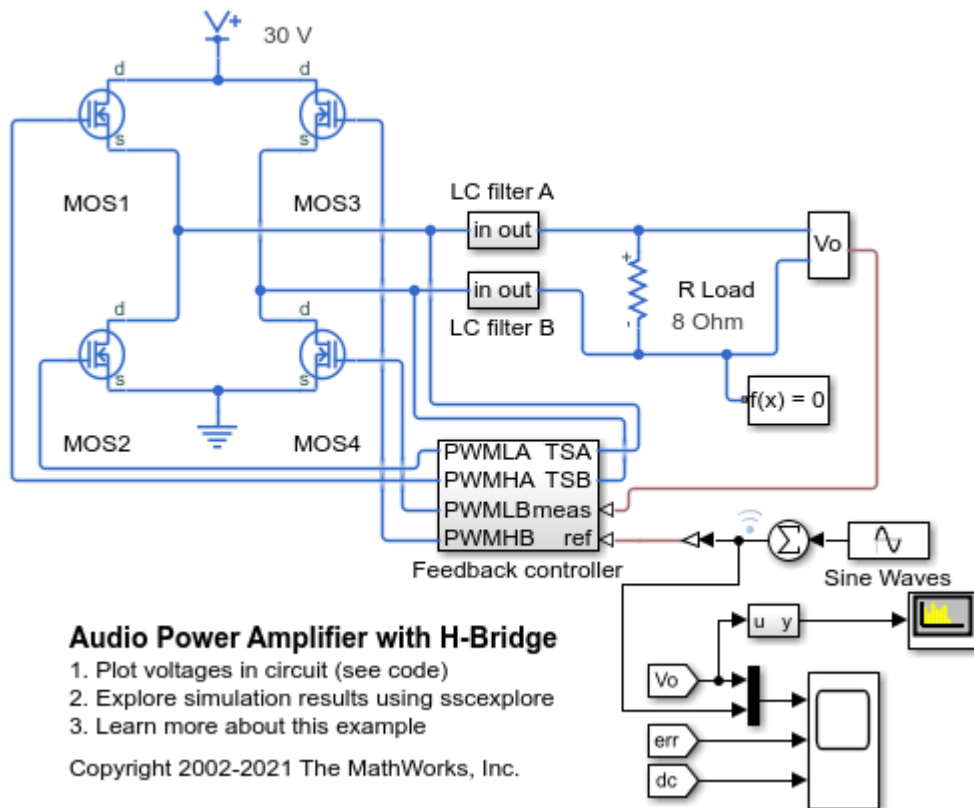 V+
30 V
d
d
s
s
MOS1
MOS3
LC filter A
in out
Vo
+
in out
R Load
-
8 Ohm
LC filter B
d
d
s
s
f(x) = 0
MOS2
MOS4
PWMLA TSA
PWMHA TSB
PWMLB meas
PWMHB ref
Σ
Feedback controller
Sine Waves
u y
Audio Power Amplifier with H-Bridge
1. Plot voltages in circuit (see code)
2. Explore simulation results using sscexplore
3. Learn more about this example
Vo
err
dc
Copyright 2002-2021 The MathWorks, Inc.